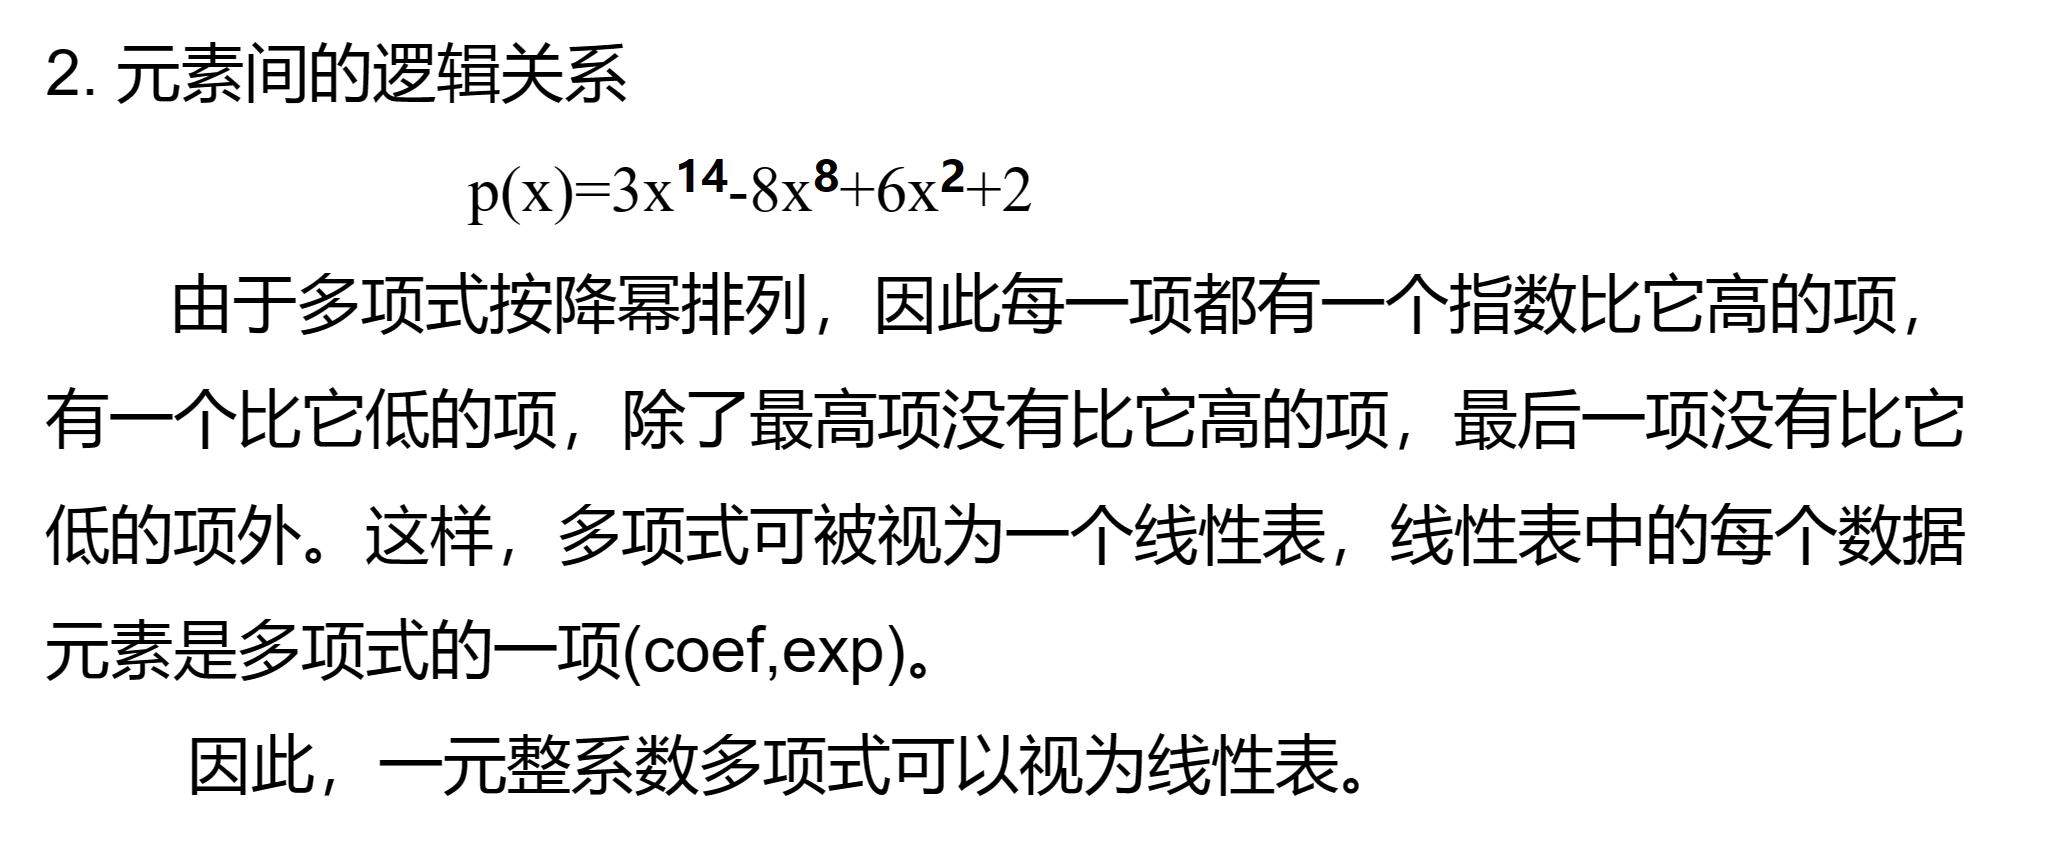 2. 元素间的逻辑关系
p(x)=3x¹⁴-8x⁸+6x²+2
由于多项式按降幂排列，因此每一项都有一个指数比它高的项，
有一个比它低的项，除了最高项没有比它高的项，最后一项没有比它
低的项外。这样，多项式可被视为一个线性表，线性表中的每个数据
元素是多项式的一项(coef,exp)。
因此，一元整系数多项式可以视为线性表。